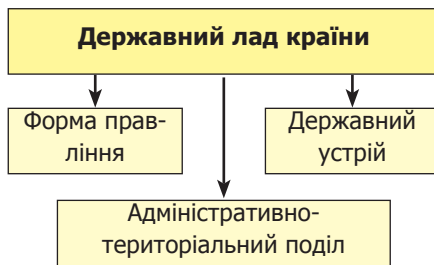 Державний лад країни
Форма прав-
ління
Державний
устрій
Адміністративно-
територіальний поділ